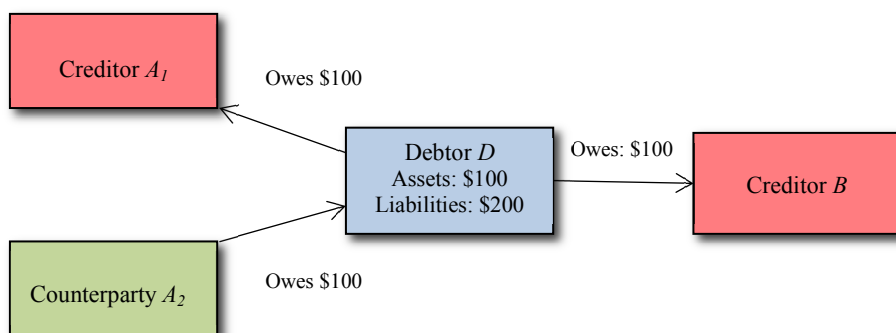 Creditor A1
Owes $100
Debtor D
Assets: $100
Liabilities: $200
Owes: $100
Creditor B
Counterparty A2
Owes $100